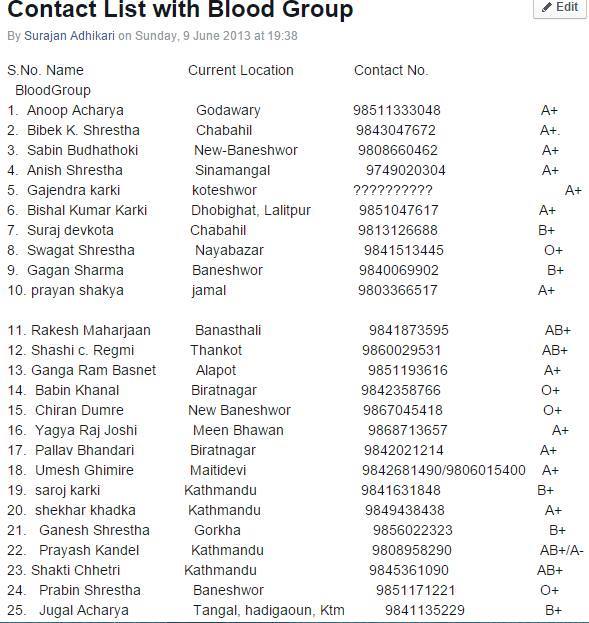 Contact List with Blood Group
Edit
By Surajan Adhikari on Sunday, 9 June 2013 at 19:38
S.No. Name Current Location Contact No.
BloodGroup
1. Anoop Acharya Godawary 98511333048 A+
2. Bibek K. Shrestha Chabahil 9843047672 A+.
3. Sabin Budhathoki New-Baneshwor 9808660462 A+
4. Anish Shrestha Sinamangal 9749020304 A+
5. Gajendra karki koteshwor ?????????? A+
6. Bishal Kumar Karki Dhobighat, Lalitpur 9851047617 A+
7. Suraj devkota Chabahil 9813126688 B+
8. Swagat Shrestha Nayabazar 9841513445 O+
9. Gagan Sharma Baneshwor 9840069902 B+
10. prayan shakya jamal 9803366517 A+
11. Rakesh Maharjaan Banasthali 9841873595 AB+
12. Shashi c. Regmi Thankot 9860029531 AB+
13. Ganga Ram Basnet Alapot 9851193616 A+
14. Babin Khanal Biratnagar 9842358766 O+
15. Chiran Dumre New Baneshwor 9867045418 O+
16. Yagya Raj Joshi Meen Bhawan 9868713657 A+
17. Pallav Bhandari Biratnagar 9842021214 A+
18. Umesh Ghimire Maitidevi 9842681490/9806015400 A+
19. saroj karki Kathmandu 9841631848 B+
20. shekhar khadka Kathmandu 9849438438 A+
21. Ganesh Shrestha Gorkha 9856022323 B+
22. Prayash Kandel Kathmandu 9808958290 AB+/A-
23. Shakti Chhetri Kathmandu 9845361090 AB+
24. Prabin Shrestha Baneshwor 9851171221 O+
25. Jugal Acharya Tangal, hadigaoun, Ktm 9841135229 B+